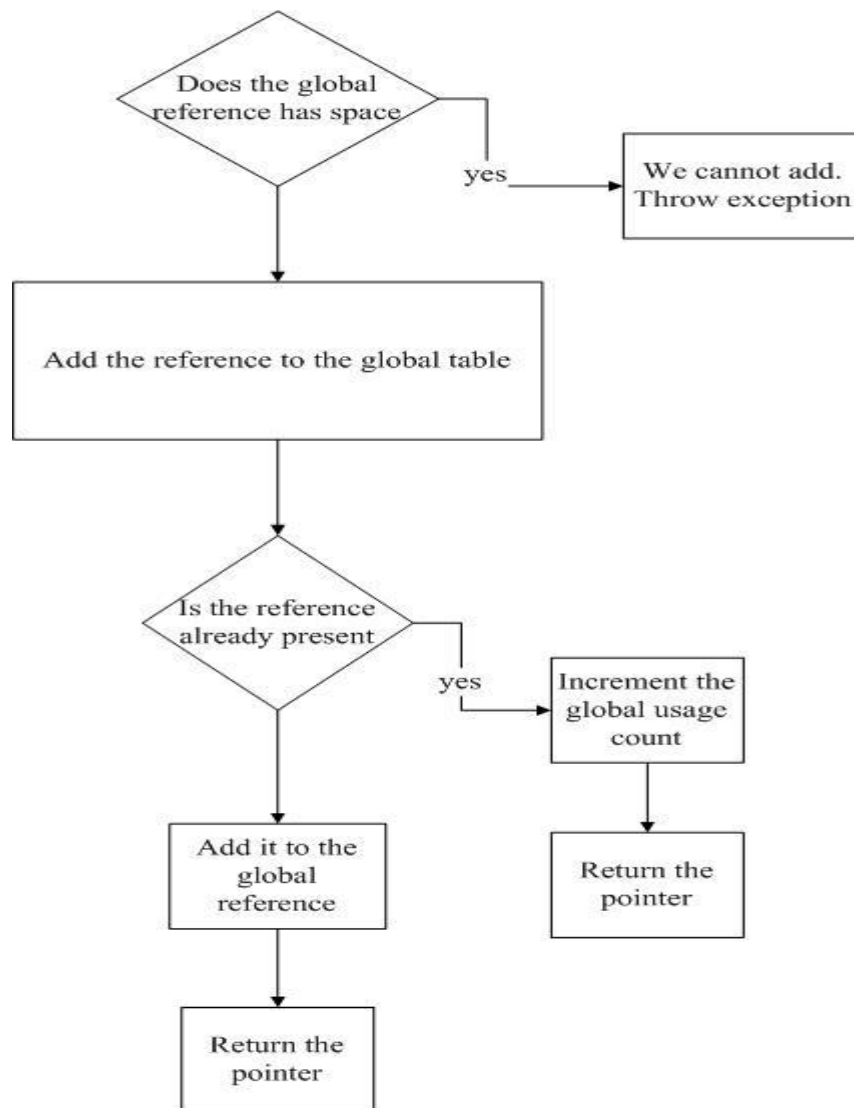 Does the global
reference has space
yes
We cannot add.
Throw exception
Add the reference to the global table
Is the reference
already present
yes
Increment the
global usage
count
Add it to the
global
reference
Return the
pointer
Return the
pointer